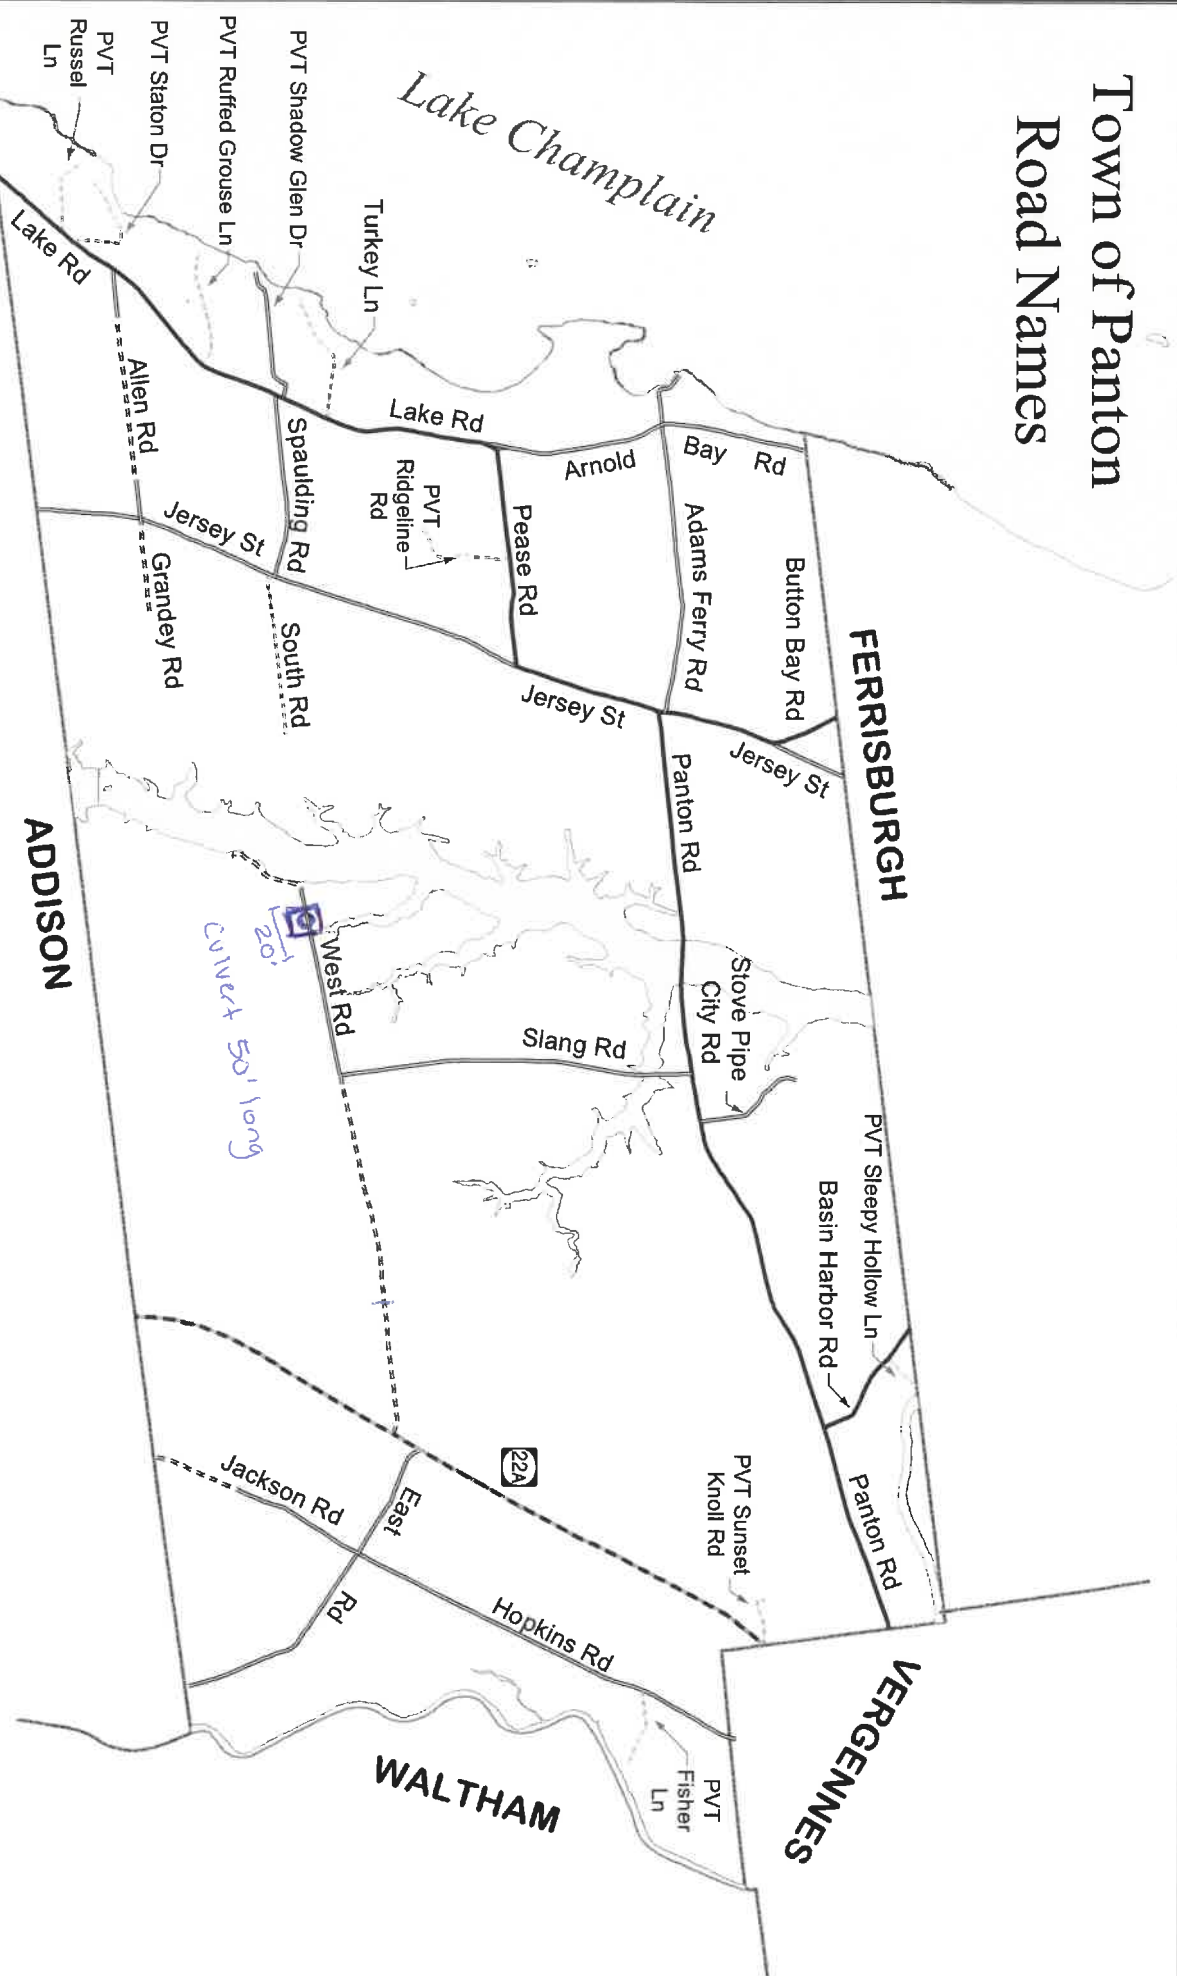 Town of Panton
Road Names
Lake Champlain
PVT
Russel
Ln
PVT Staton Dr
PVT Ruffed Grouse Ln
PVT Shadow Glen Dr
Turkey Ln
Lake Rd
Lake Rd
Allen Rd
Spaulding Rd
Jersey St
Grandey Rd
South Rd
PVT
Ridgeline
Rd
Pease Rd
Arnold Bay Rd
Adams Ferry Rd
Button Bay Rd
Jersey St
Jersey St
FERRISBURGH
Panton Rd
Stove Pipe
City Rd
Slang Rd
West Rd
20'
Culvert 50' long
ADDISON
PVT Sleepy Hollow Ln
Basin Harbor Rd
Panton Rd
22A
PVT Sunset
Knoll Rd
Jackson Rd
East Rd
Hopkins Rd
PVT
Fisher
Ln
VERGENNES
WALTHAM